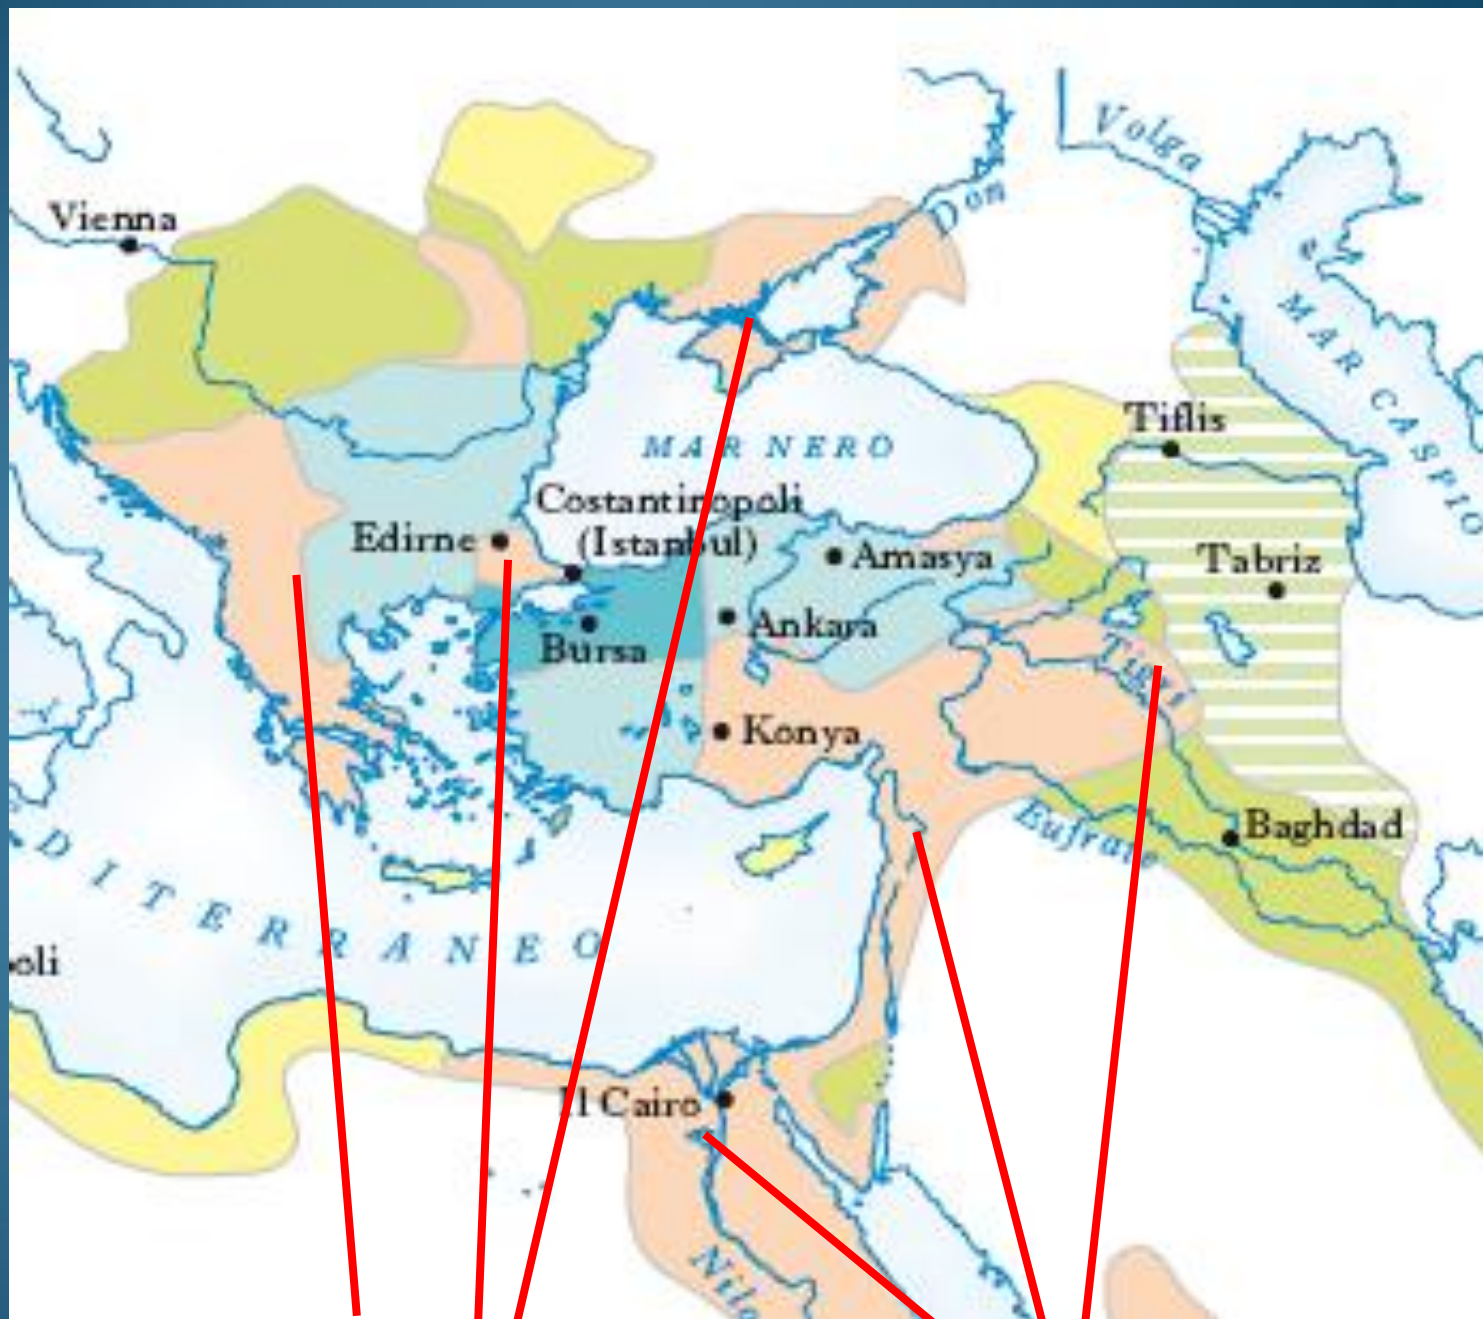 Volga
Don
Vienna
MAR CASPIO
Tiflis
MAR NERO
Costantinopoli
(Istanbul)
Edirne
Amasya
Tabriz
Ankara
Bursa
Tigri
Konya
Eufrate
Baghdad
DITERRANEO
oli
Il Cairo
Nilo